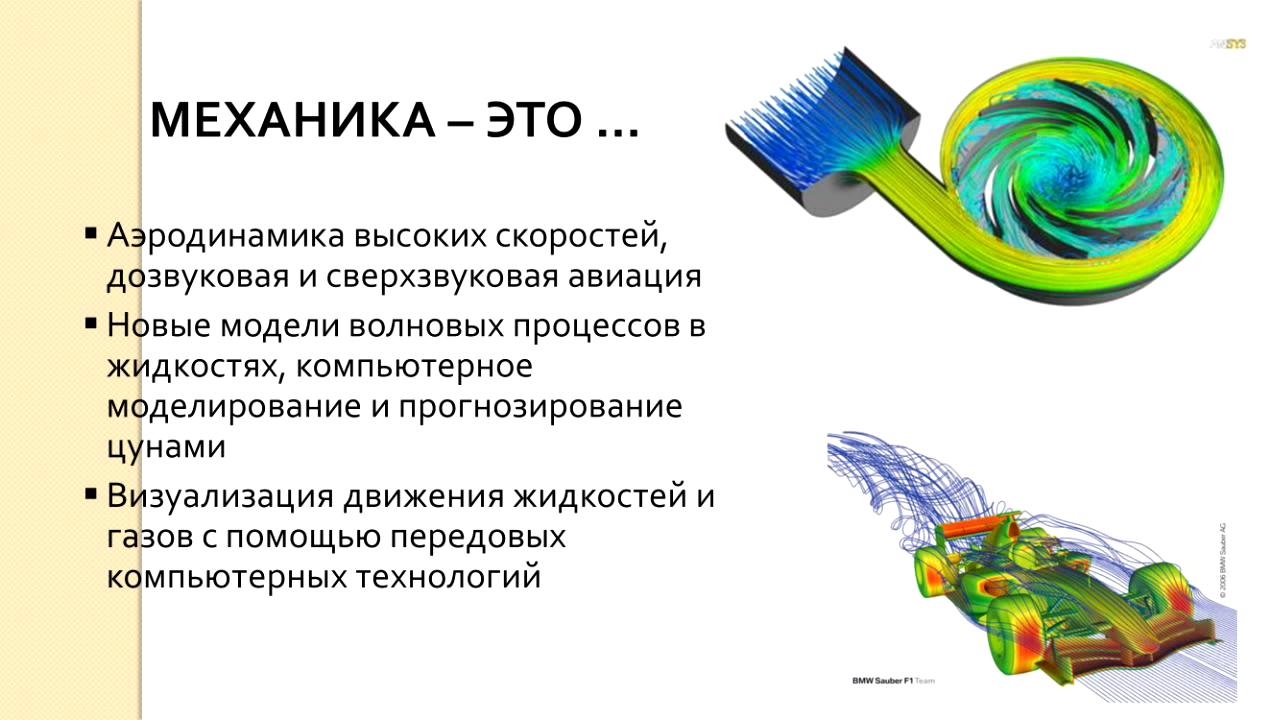 ANSYS
МЕХАНИКА – ЭТО ...
▪ Аэродинамика высоких скоростей,
дозвуковая и сверхзвуковая авиация
▪ Новые модели волновых процессов в
жидкостях, компьютерное
моделирование и прогнозирование
цунами
▪ Визуализация движения жидкостей и
газов с помощью передовых
компьютерных технологий
© 2006 BMW Sauber AG
BMW Sauber F1 Team